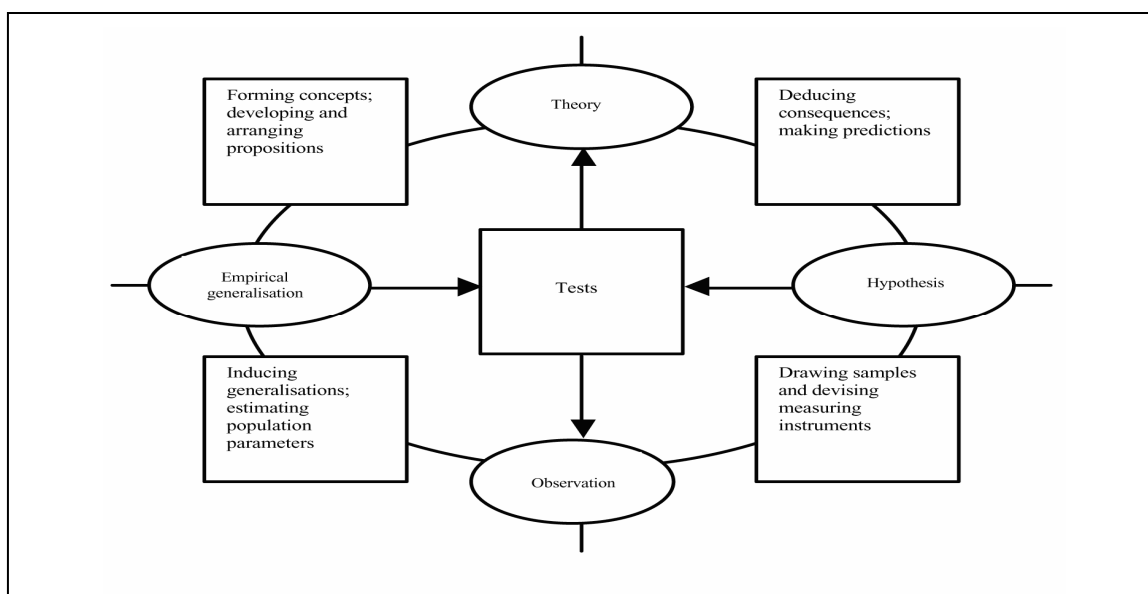 Forming concepts;
developing and
arranging
propositions
Theory
Deducing
consequences;
making predictions
Empirical
generalisation
Tests
Hypothesis
Inducing
generalisations;
estimating
population
parameters
Drawing samples
and devising
measuring
instruments
Observation